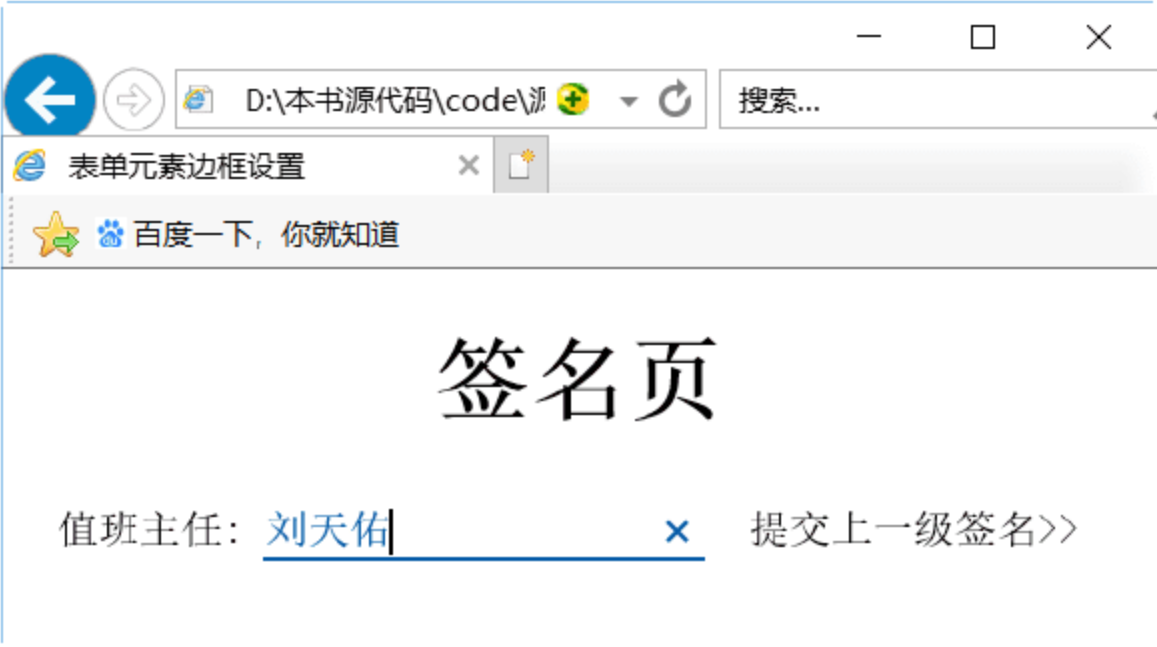 D:\本书源代码\code\源 搜索...
表单元素边框设置
百度一下，你就知道
签名页
值班主任: 刘天佑 × 提交上一级签名>>